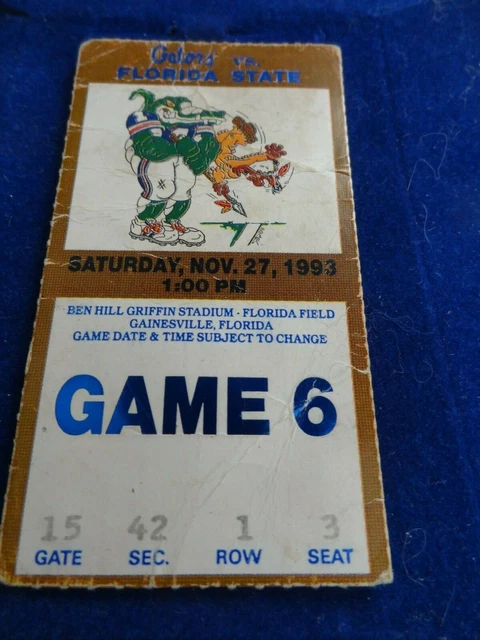 Gators vs.
FLORIDA STATE
SATURDAY, NOV. 27, 1993
1:00 PM
BEN HILL GRIFFIN STADIUM - FLORIDA FIELD
GAINESVILLE, FLORIDA
GAME DATE & TIME SUBJECT TO CHANGE
GAME 6
15 42 1 3
GATE SEC. ROW SEAT